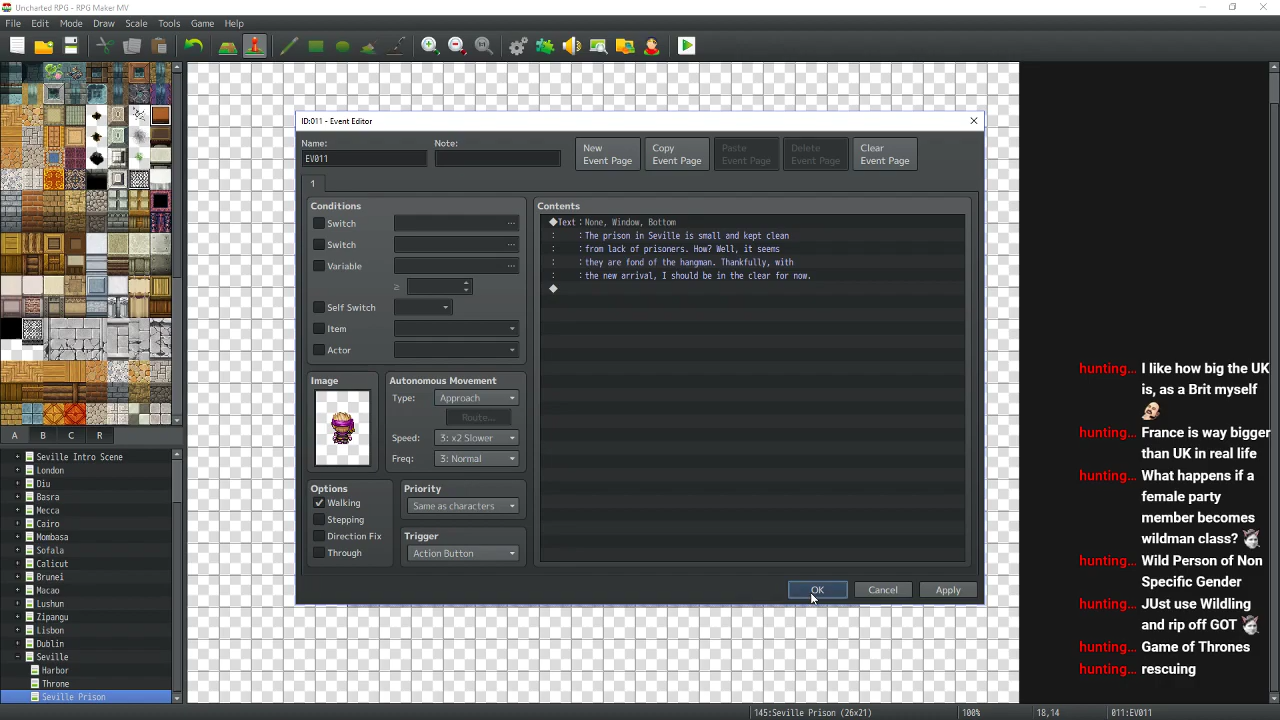 Uncharted RPG - RPG Maker MV
File Edit Mode Draw Scale Tools Game Help
ID:011 - Event Editor
Name:
EV011
Note:
New
Event Page
Copy
Event Page
Paste
Event Page
Delete
Event Page
Clear
Event Page
1
Conditions
Switch
Switch
Variable
≥
Self Switch
Item
Actor
Image
Autonomous Movement
Type: Approach
Route...
Speed: 3: x2 Slower
Freq: 3: Normal
Options
Walking
Stepping
Direction Fix
Through
Priority
Same as characters
Trigger
Action Button
Contents
◆Text：None, Window, Bottom
: ：The prison in Seville is small and kept clean
: ：from lack of prisoners. How? Well, it seems
: ：they are fond of the hangman. Thankfully, with
: ：the new arrival, I should be in the clear for now.
◆
OK Cancel Apply
A B C R
Seville Intro Scene
London
Diu
Basra
Mecca
Cairo
Mombasa
Sofala
Calicut
Brunei
Macao
Lushun
Zipangu
Lisbon
Dublin
Seville
Harbor
Throne
Seville Prison
hunting... I like how big the UK
is, as a Brit myself
hunting... France is way bigger
than UK in real life
hunting... What happens if a
female party
member becomes
wildman class?
hunting... Wild Person of Non
Specific Gender
hunting... JUst use Wildling
and rip off GOT
hunting... Game of Thrones
hunting... rescuing
145:Seville Prison (26x21) 100% 18,14 011:EV011